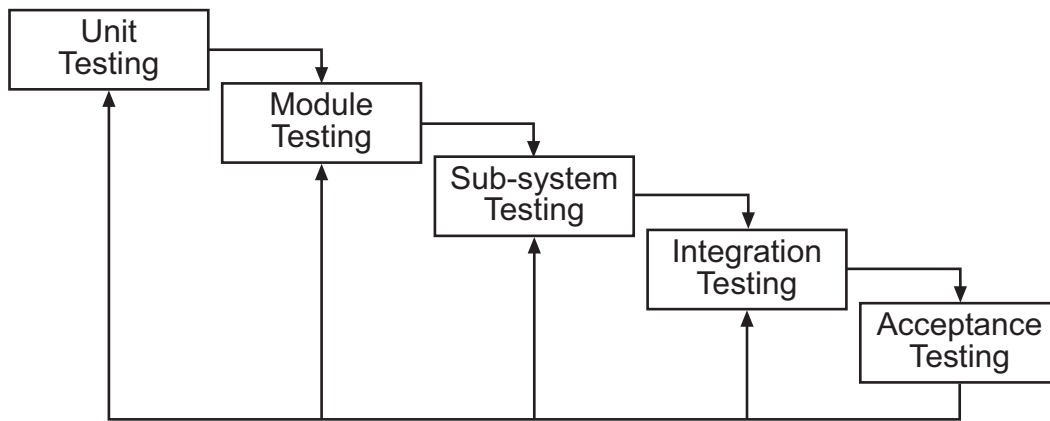 Unit
Testing
Module
Testing
Sub-system
Testing
Integration
Testing
Acceptance
Testing